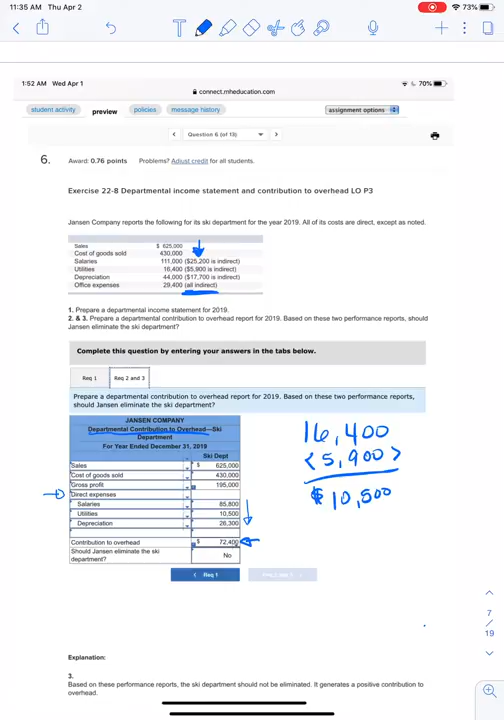 11:35 AM Thu Apr 2
73%
1:52 AM Wed Apr 1
70%
connect.mheducation.com
student activity preview policies message history assignment options
Question 6 (of 13)
6.
Award: 0.76 points Problems? Adjust credit for all students.
Exercise 22-8 Departmental income statement and contribution to overhead LO P3
Jansen Company reports the following for its ski department for the year 2019. All of its costs are direct, except as noted.
Sales $ 625,000
Cost of goods sold 430,000
Salaries 111,000 ($25,200 is indirect)
Utilities 16,400 ($5,900 is indirect)
Depreciation 44,000 ($17,700 is indirect)
Office expenses 29,400 (all indirect)
1. Prepare a departmental income statement for 2019.
2. & 3. Prepare a departmental contribution to overhead report for 2019. Based on these two performance reports, should
Jansen eliminate the ski department?
Complete this question by entering your answers in the tabs below.
Req 1 Req 2 and 3
Prepare a departmental contribution to overhead report for 2019. Based on these two performance reports,
should Jansen eliminate the ski department?
JANSEN COMPANY
Departmental Contribution to Overhead—Ski
Department
For Year Ended December 31, 2019
Ski Dept
Sales $ 625,000
Cost of goods sold 430,000
Gross profit 195,000
Direct expenses
Salaries 85,800
Utilities 10,500
Depreciation 26,300
Contribution to overhead $ 72,400
Should Jansen eliminate the ski
department? No
16,400
<5,900>
$10,500
< Req 1 Req 2 and 3 >
7
/
19
Explanation:
3.
Based on these performance reports, the ski department should not be eliminated. It generates a positive contribution to
overhead.